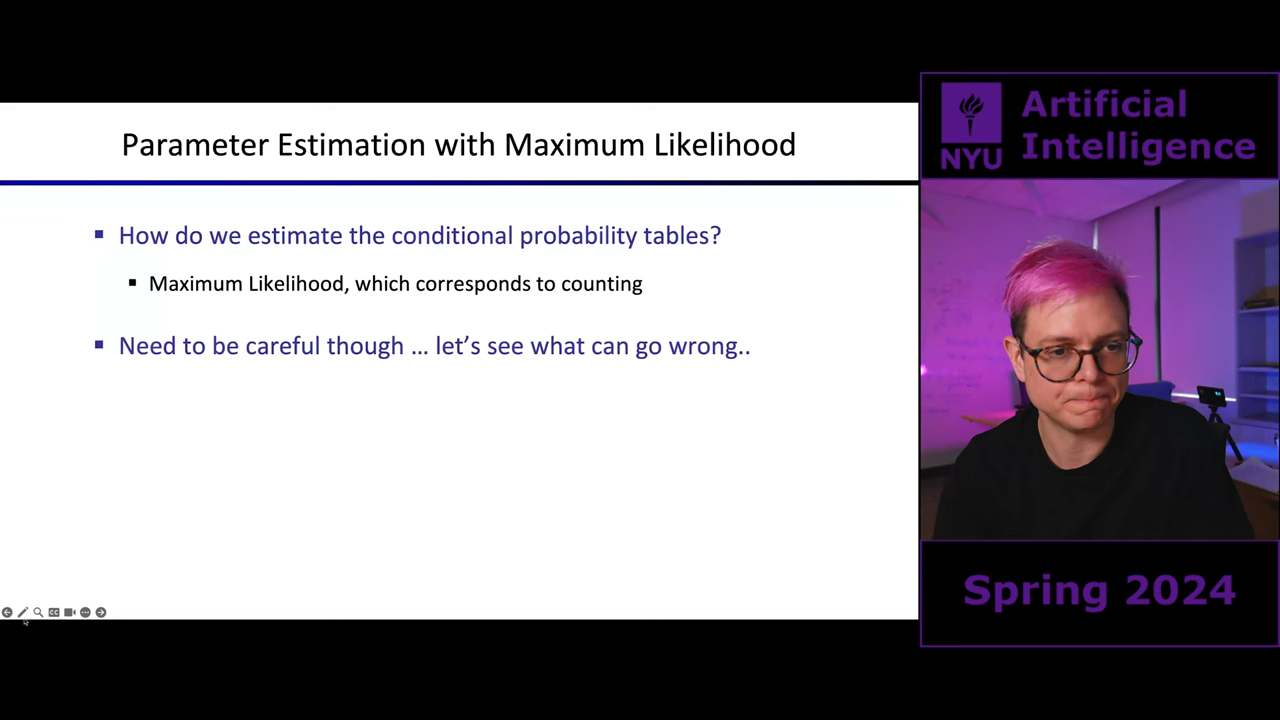 Parameter Estimation with Maximum Likelihood
▪ How do we estimate the conditional probability tables?
▪ Maximum Likelihood, which corresponds to counting
▪ Need to be careful though … let’s see what can go wrong..
NYU
Artificial
Intelligence
Spring 2024